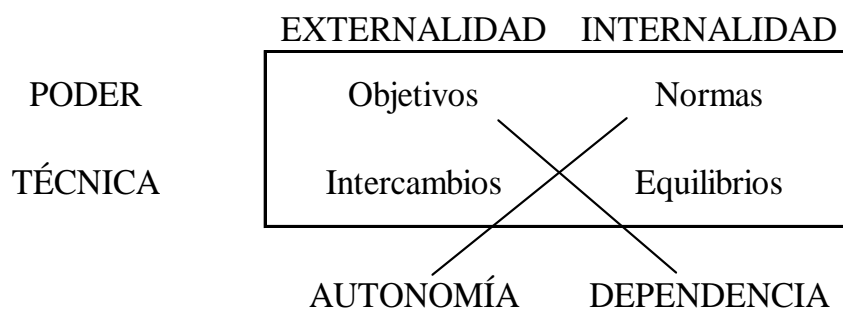 EXTERNALIDAD INTERNALIDAD
PODER Objetivos Normas
TÉCNICA Intercambios Equilibrios
AUTONOMÍA DEPENDENCIA